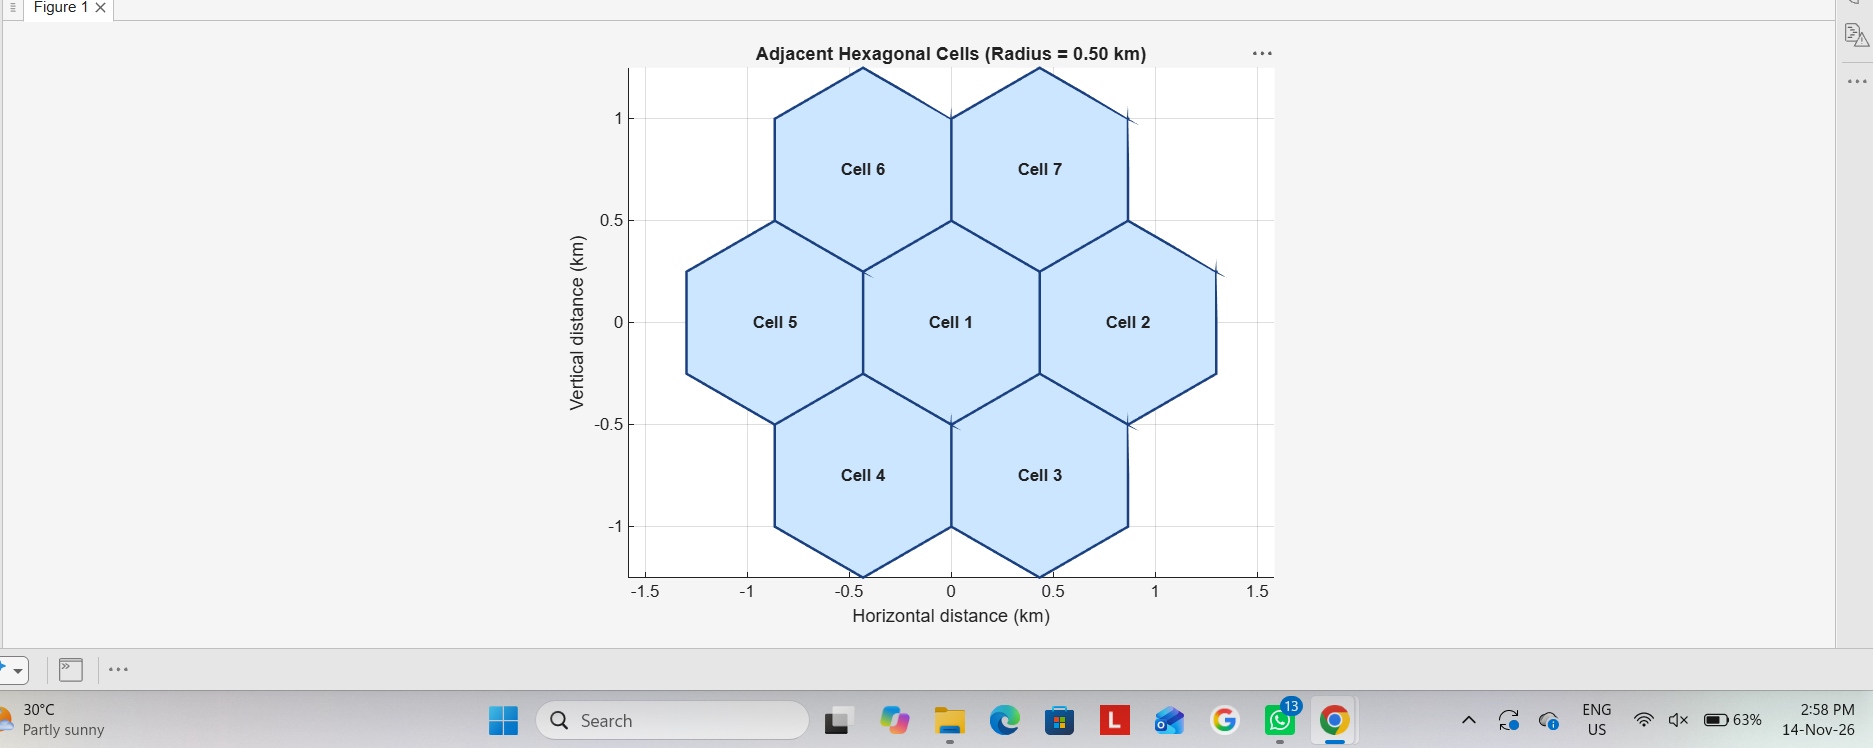 Figure 1
Adjacent Hexagonal Cells (Radius = 0.50 km)
Vertical distance (km)
1
0.5
0
-0.5
-1
Cell 6
Cell 7
Cell 5
Cell 1
Cell 2
Cell 4
Cell 3
-1.5
-1
-0.5
0
0.5
1
1.5
Horizontal distance (km)
30°C
Partly sunny
Search
L
13
ENG
US
63%
2:58 PM
14-Nov-26